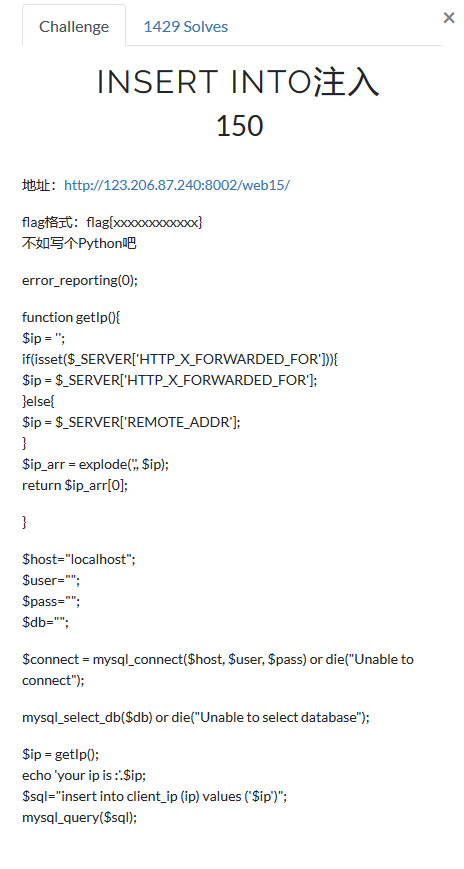 Challenge
1429 Solves
×
INSERT INTO注入
150
地址：http://123.206.87.240:8002/web15/
flag格式：flag{xxxxxxxxxxxx}
不如写个Python吧
error_reporting(0);
function getIp(){
$ip = '';
if(isset($_SERVER['HTTP_X_FORWARDED_FOR'])){
$ip = $_SERVER['HTTP_X_FORWARDED_FOR'];
}else{
$ip = $_SERVER['REMOTE_ADDR'];
}
$ip_arr = explode(',', $ip);
return $ip_arr[0];
}
$host="localhost";
$user="";
$pass="";
$db="";
$connect = mysql_connect($host, $user, $pass) or die("Unable to
connect");
mysql_select_db($db) or die("Unable to select database");
$ip = getIp();
echo 'your ip is :'.$ip;
$sql="insert into client_ip (ip) values ('$ip')";
mysql_query($sql);